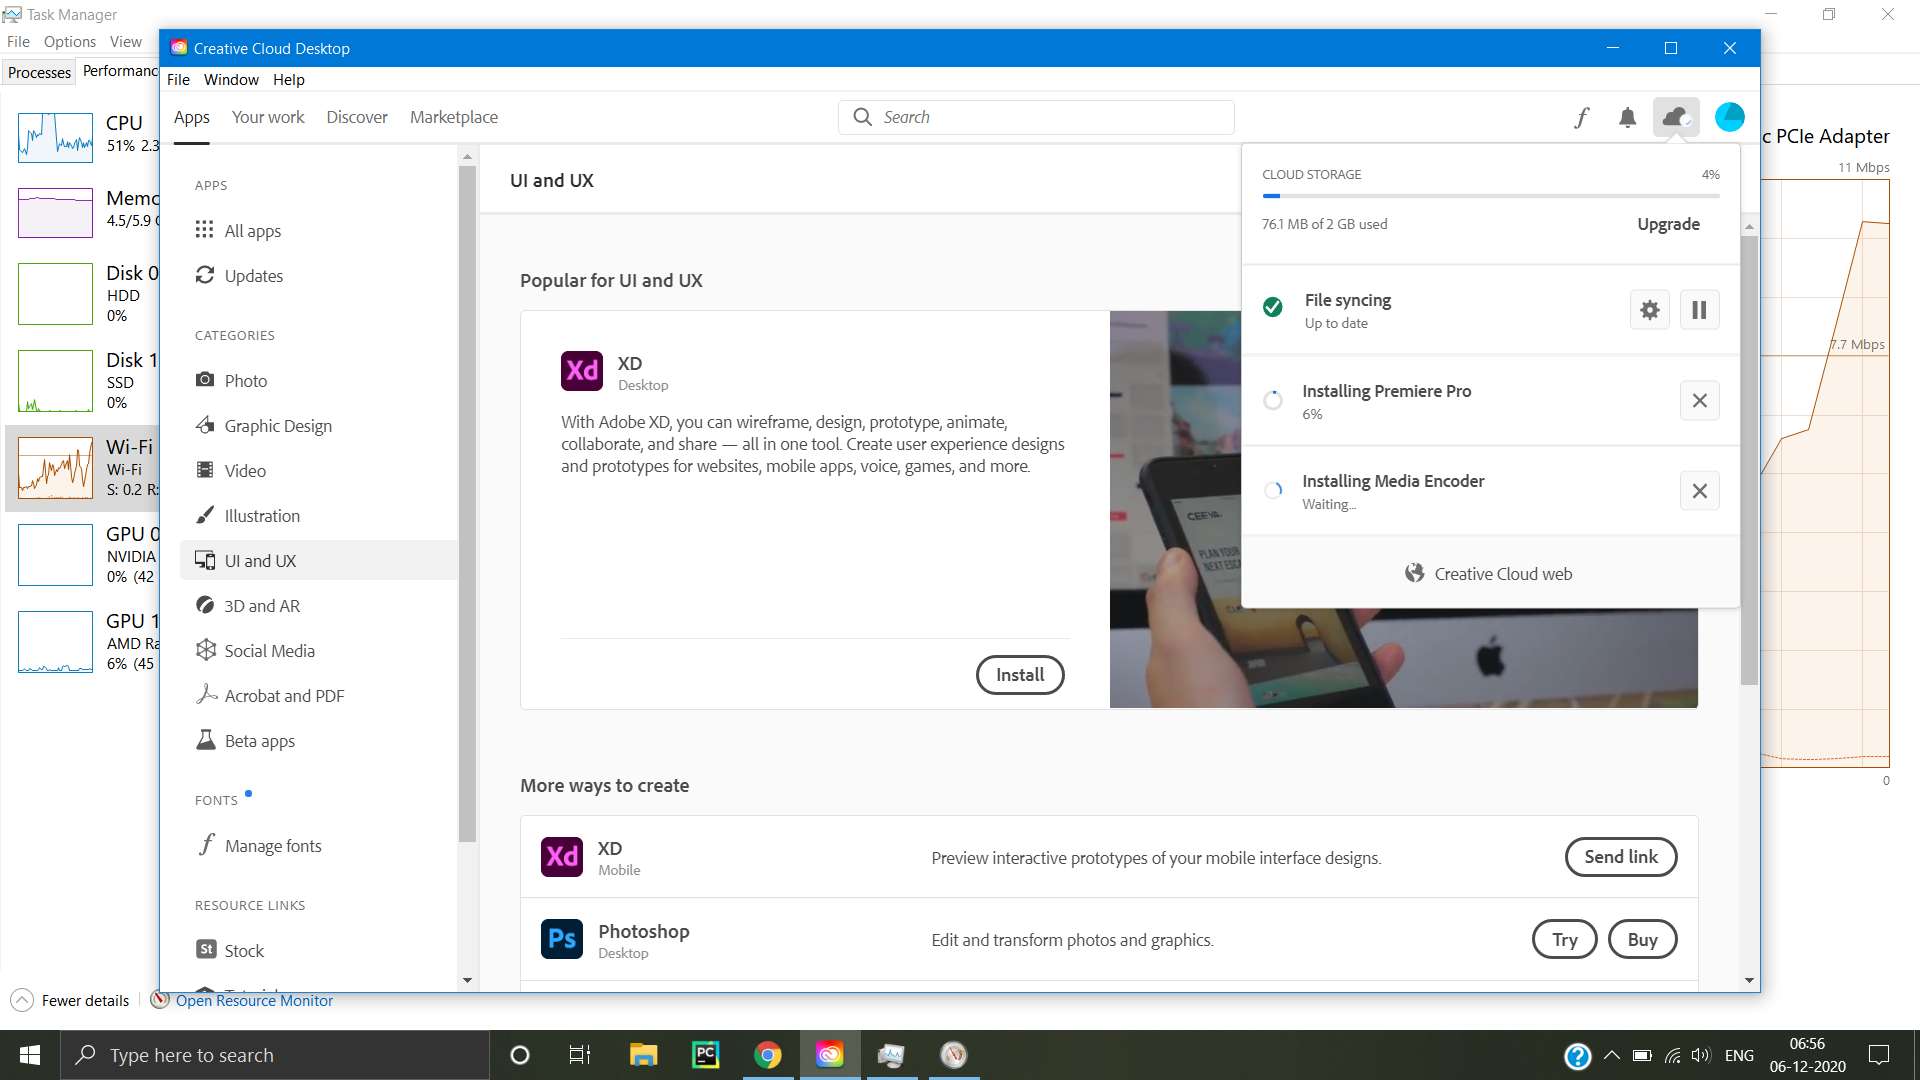 Task Manager
File Options View
Processes
Performanc
CPU
51% 2.3
Memo
4.5/5.9 G
Disk 0
HDD
0%
Disk 1
SSD
0%
Wi-Fi
Wi-Fi
S: 0.2 R:
GPU 0
NVIDIA
0% (42
GPU 1
AMD Ra
6% (45
Fewer details
Open Resource Monitor
c PCIe Adapter
11 Mbps
7.7 Mbps
0
Creative Cloud Desktop
File Window Help
Apps Your work Discover Marketplace
Search
APPS
All apps
Updates
CATEGORIES
Photo
Graphic Design
Video
Illustration
UI and UX
3D and AR
Social Media
Acrobat and PDF
Beta apps
FONTS
Manage fonts
RESOURCE LINKS
St Stock
UI and UX
Popular for UI and UX
Xd XD
Desktop
With Adobe XD, you can wireframe, design, prototype, animate,
collaborate, and share — all in one tool. Create user experience designs
and prototypes for websites, mobile apps, voice, games, and more.
Install
CEEYA.
PLAN YOUR
More ways to create
Xd XD
Mobile
Preview interactive prototypes of your mobile interface designs.
Send link
Ps Photoshop
Desktop
Edit and transform photos and graphics.
Try Buy
CLOUD STORAGE 4%
76.1 MB of 2 GB used
Upgrade
File syncing
Up to date
Installing Premiere Pro
6%
Installing Media Encoder
Waiting...
Creative Cloud web
Type here to search
PC
ENG
06:56
06-12-2020